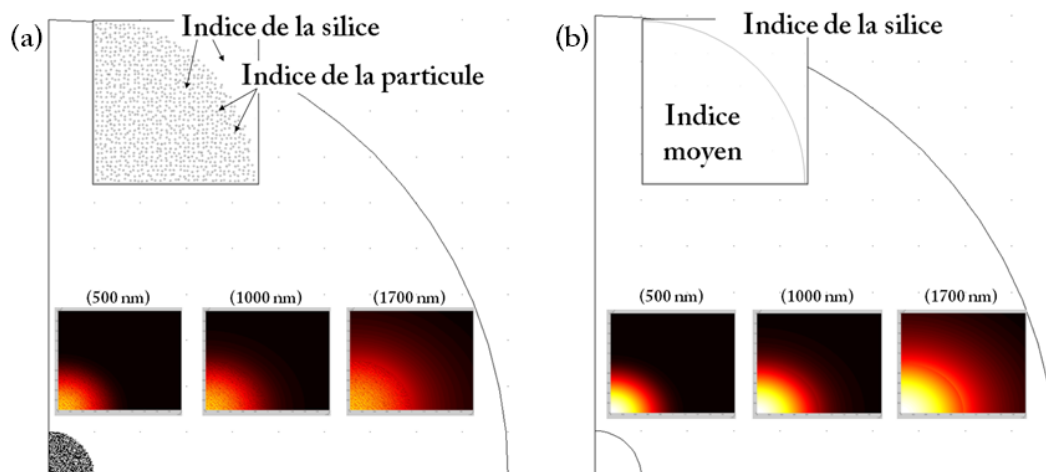 (a)
Indice de la silice
Indice de la particule
(500 nm)
(1000 nm)
(1700 nm)
(b)
Indice de la silice
Indice
moyen
(500 nm)
(1000 nm)
(1700 nm)